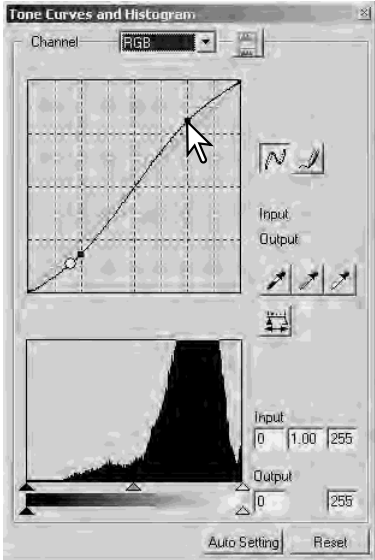 Tone Curves and Histogram
Channel RGB
Input
Output
Input
0 1.00 255
Output
0 255
Auto Setting Reset